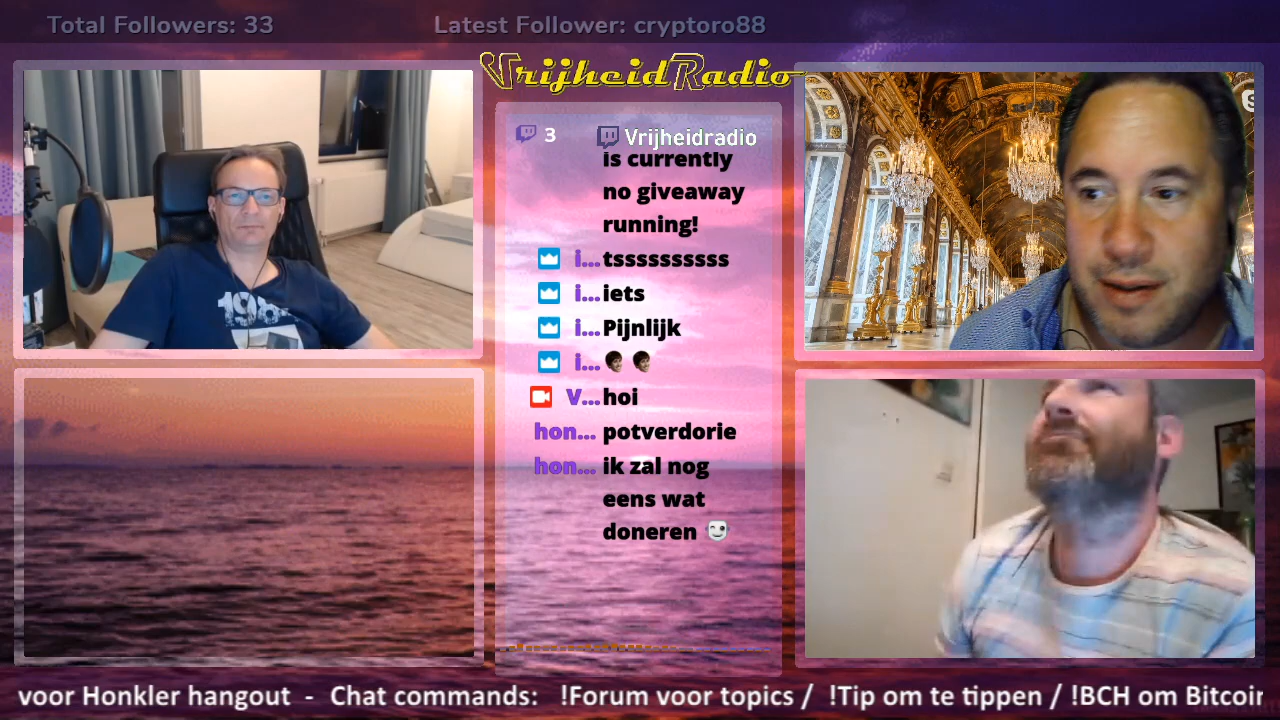 Total Followers: 33
Latest Follower: cryptoro88
VrijheidRadio
3
Vrijheidradio
is currently
no giveaway
running!
i... tssssssssss
i... iets
i... Pijnlijk
i...
V... hoi
hon... potverdorie
hon... ik zal nog
eens wat
doneren
198
S
voor Honkler hangout - Chat commands: !Forum voor topics / !Tip om te tippen / !BCH om Bitcoin